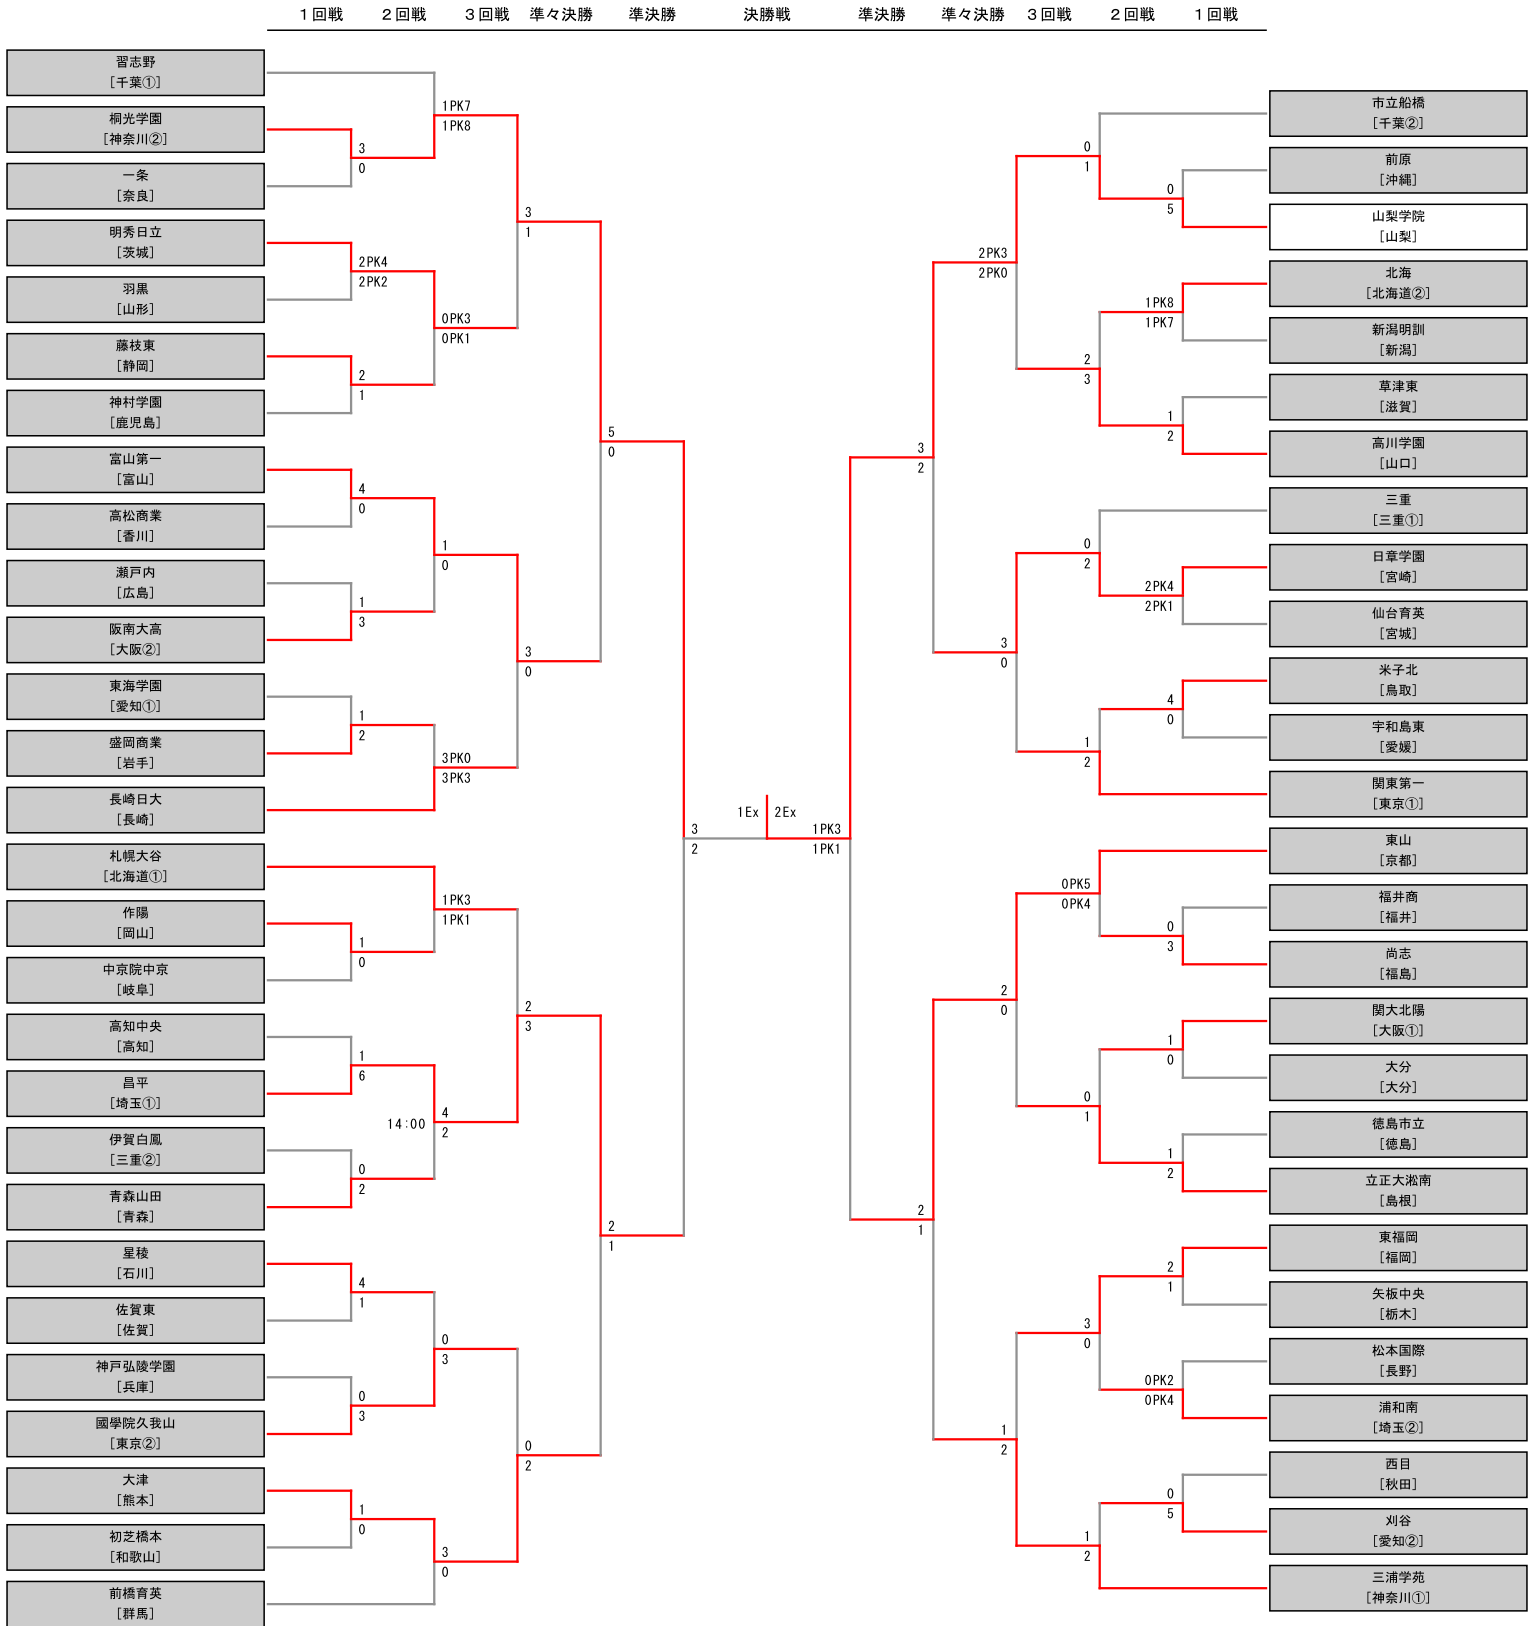 １回戦 ２回戦 ３回戦 準々決勝 準決勝 決勝戦 準決勝 準々決勝 ３回戦 ２回戦 １回戦
習志野
［千葉①］
桐光学園
［神奈川②］
一条
［奈良］
明秀日立
［茨城］
羽黒
［山形］
藤枝東
［静岡］
神村学園
［鹿児島］
富山第一
［富山］
高松商業
［香川］
瀬戸内
［広島］
阪南大高
［大阪②］
東海学園
［愛知①］
盛岡商業
［岩手］
長崎日大
［長崎］
札幌大谷
［北海道①］
作陽
［岡山］
中京院中京
［岐阜］
高知中央
［高知］
昌平
［埼玉①］
伊賀白鳳
［三重②］
青森山田
［青森］
星稜
［石川］
佐賀東
［佐賀］
神戸弘陵学園
［兵庫］
國學院久我山
［東京②］
大津
［熊本］
初芝橋本
［和歌山］
前橋育英
［群馬］
3
0
2PK4
2PK2
2
1
4
0
1
3
1
2
1
0
1
6
0
2
4
1
0
3
1
0
1PK7
1PK8
0PK3
0PK1
1
0
3PK0
3PK3
1PK3
1PK1
14:00
4
2
0
3
3
0
3
1
3
0
2
3
0
2
5
0
2
1
3
2
1Ex 2Ex
1PK3
1PK1
3
2
2
1
2PK3
2PK0
3
0
2
0
1
2
0
1
2
3
0
2
1
2
0PK5
0PK4
0
1
3
0
1
2
0
5
1PK8
1PK7
1
2
2PK4
2PK1
4
0
0
3
1
0
1
2
2
1
0PK2
0PK4
0
5
市立船橋
［千葉②］
前原
［沖縄］
山梨学院
［山梨］
北海
［北海道②］
新潟明訓
［新潟］
草津東
［滋賀］
高川学園
［山口］
三重
［三重①］
日章学園
［宮崎］
仙台育英
［宮城］
米子北
［鳥取］
宇和島東
［愛媛］
関東第一
［東京①］
東山
［京都］
福井商
［福井］
尚志
［福島］
関大北陽
［大阪①］
大分
［大分］
徳島市立
［徳島］
立正大淞南
［島根］
東福岡
［福岡］
矢板中央
［栃木］
松本国際
［長野］
浦和南
［埼玉②］
西目
［秋田］
刈谷
［愛知②］
三浦学苑
［神奈川①］